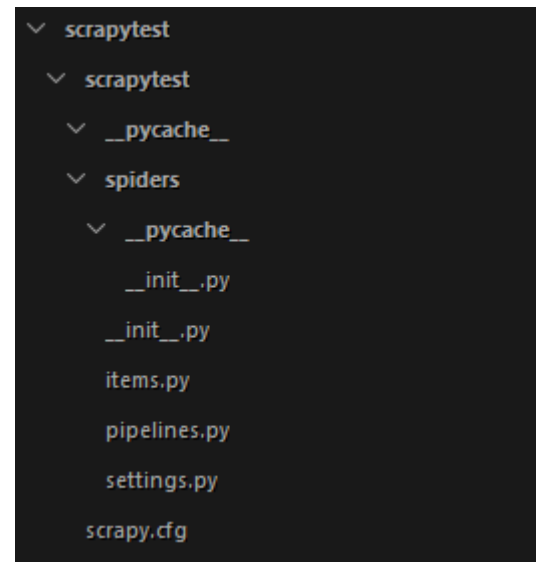 scrapytest
scrapytest
__pycache__
spiders
__pycache__
__init__.py
__init__.py
items.py
pipelines.py
settings.py
scrapy.cfg